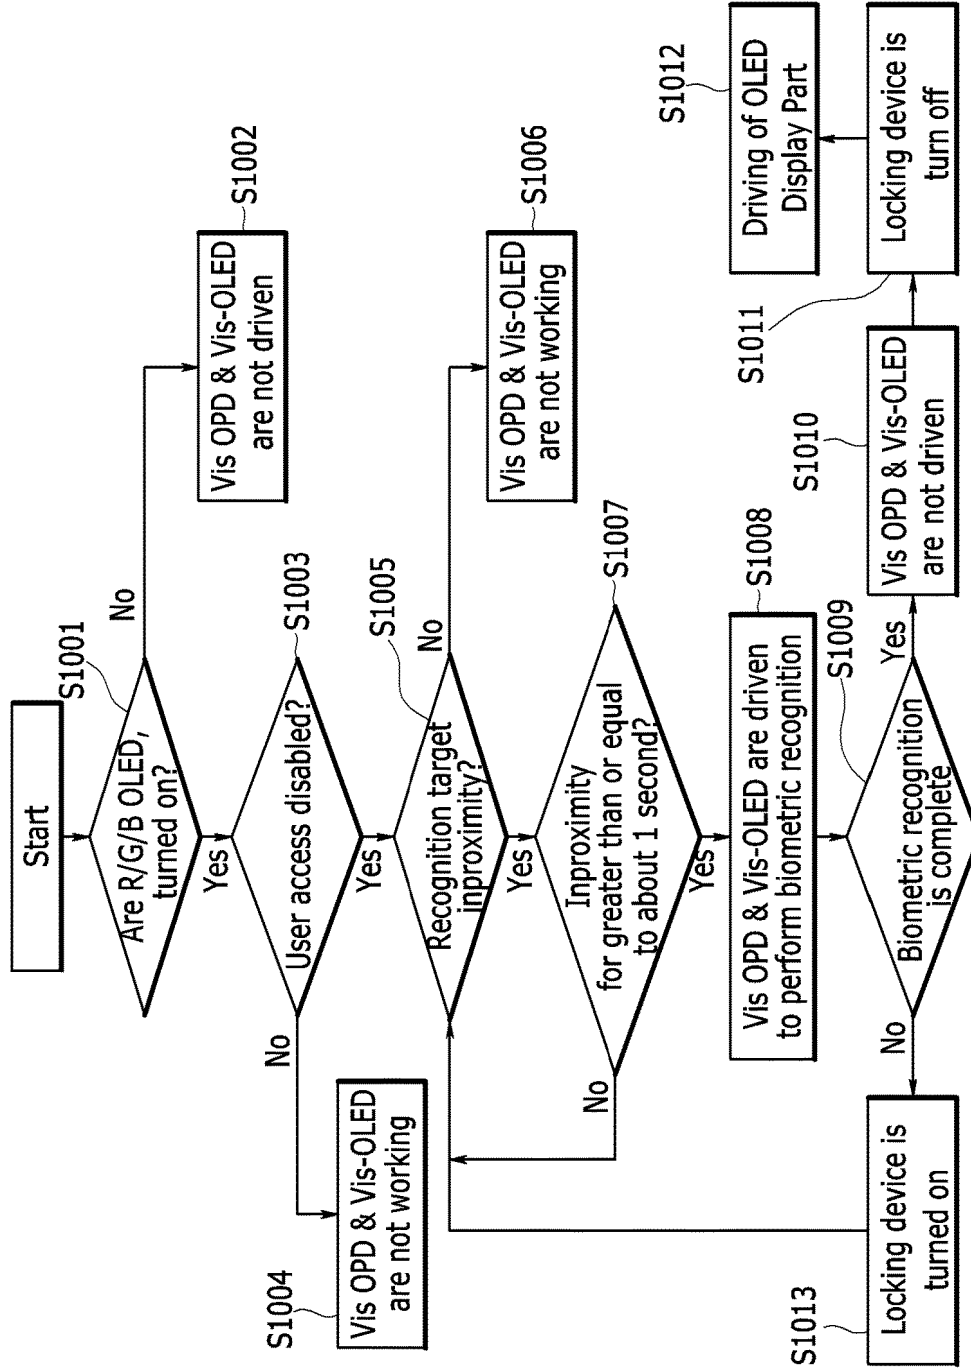 Start
S1001
Are R/G/B OLED,
turned on?
No
S1002
Vis OPD & Vis-OLED
are not driven
Yes
S1003
User access disabled?
No
S1004
Vis OPD & Vis-OLED
are not working
Yes
S1005
Recognition target
inproximity?
No
S1006
Vis OPD & Vis-OLED
are not working
Yes
S1007
Inproximity
for greater than or equal
to about 1 second?
No
Yes
S1008
Vis OPD & Vis-OLED are driven
to perform biometric recognition
S1009
Biometric recognition
is complete
Yes
S1010
Vis OPD & Vis-OLED
are not driven
S1011
Locking device is
turn off
S1012
Driving of OLED
Display Part
No
S1013
Locking device is
turned on